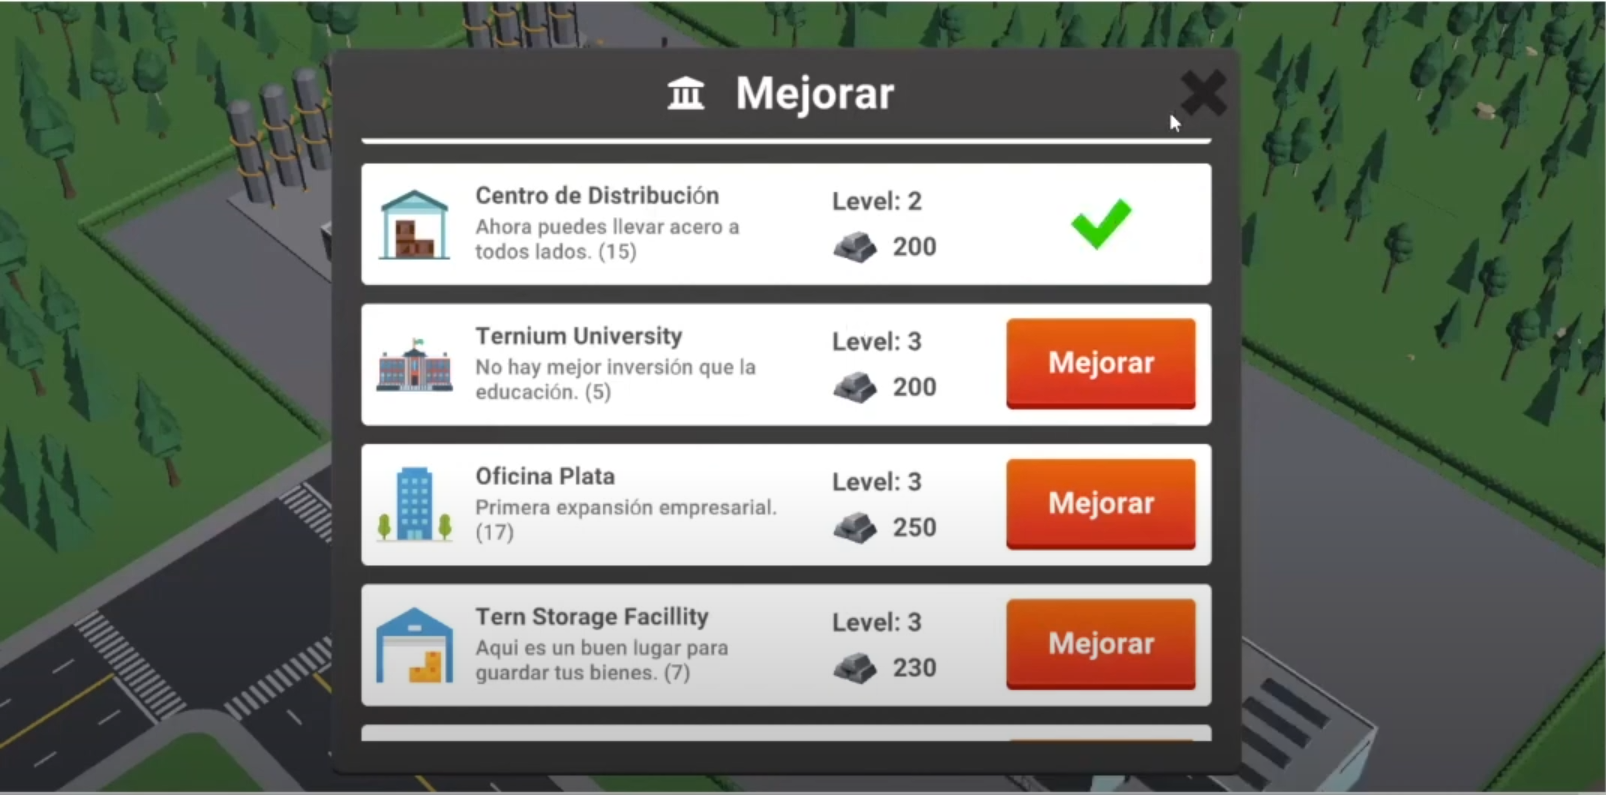 Mejorar
Centro de Distribución
Ahora puedes llevar acero a
todos lados. (15)
Level: 2
200
Ternium University
No hay mejor inversión que la
educación. (5)
Level: 3
200
Mejorar
Oficina Plata
Primera expansión empresarial.
(17)
Level: 3
250
Mejorar
Tern Storage Facillity
Aqui es un buen lugar para
guardar tus bienes. (7)
Level: 3
230
Mejorar